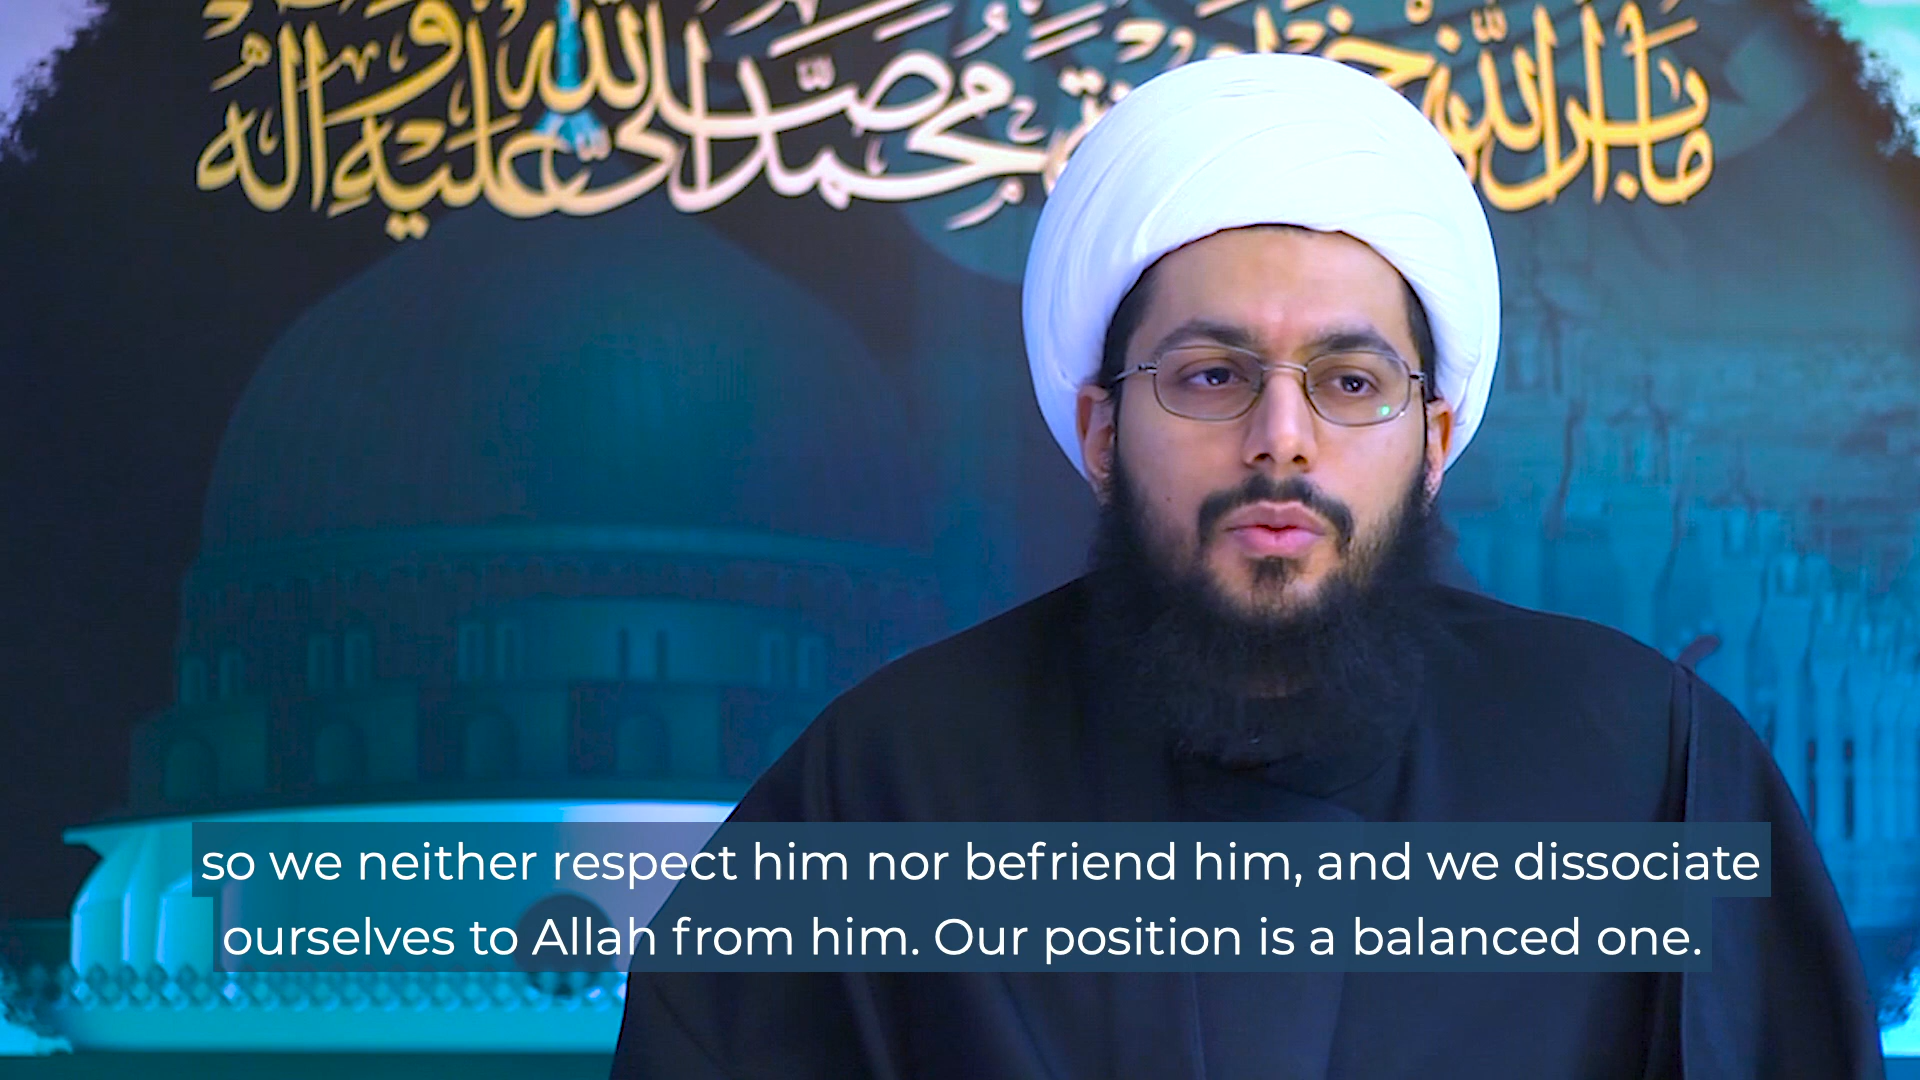 محمد صلى الله عليه وآله
so we neither respect him nor befriend him, and we dissociate
ourselves to Allah from him. Our position is a balanced one.